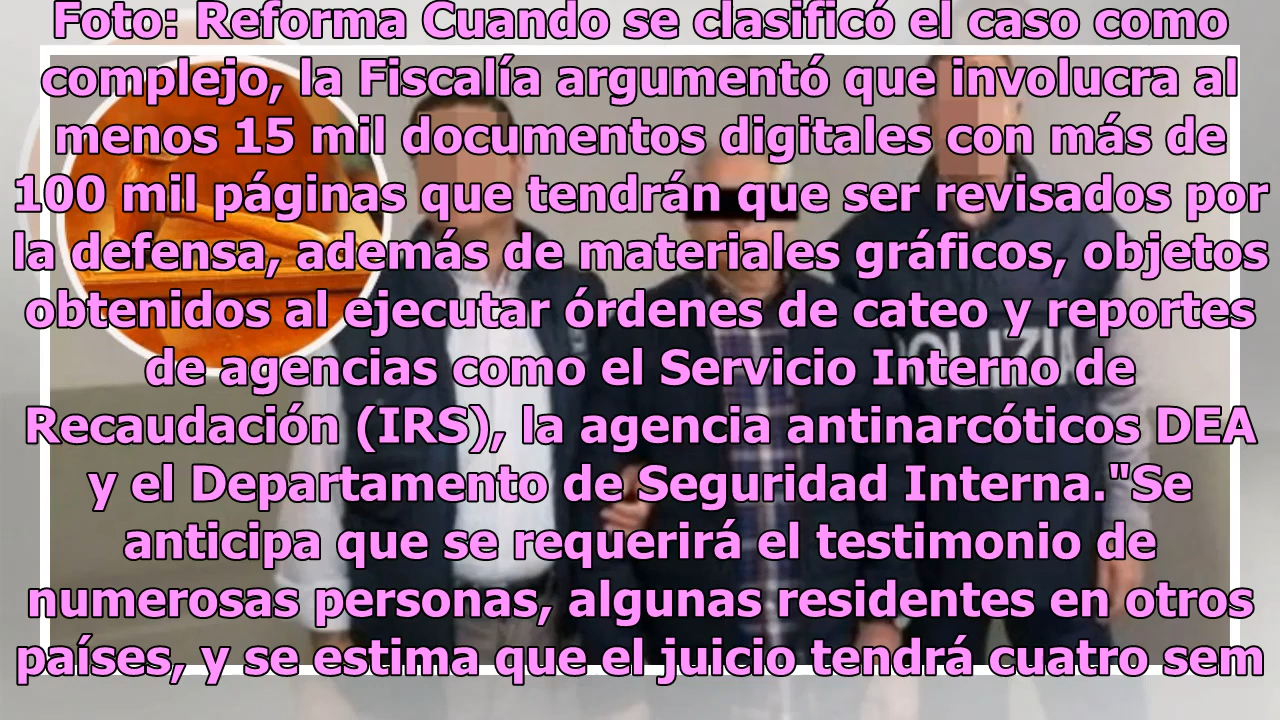 Foto: Reforma Cuando se clasificó el caso como
complejo, la Fiscalía argumentó que involucra al
menos 15 mil documentos digitales con más de
100 mil páginas que tendrán que ser revisados por
la defensa, además de materiales gráficos, objetos
obtenidos al ejecutar órdenes de cateo y reportes
POLIZIA
de agencias como el Servicio Interno de
Recaudación (IRS), la agencia antinarcóticos DEA
y el Departamento de Seguridad Interna."Se
anticipa que se requerirá el testimonio de
numerosas personas, algunas residentes en otros
países, y se estima que el juicio tendrá cuatro sem